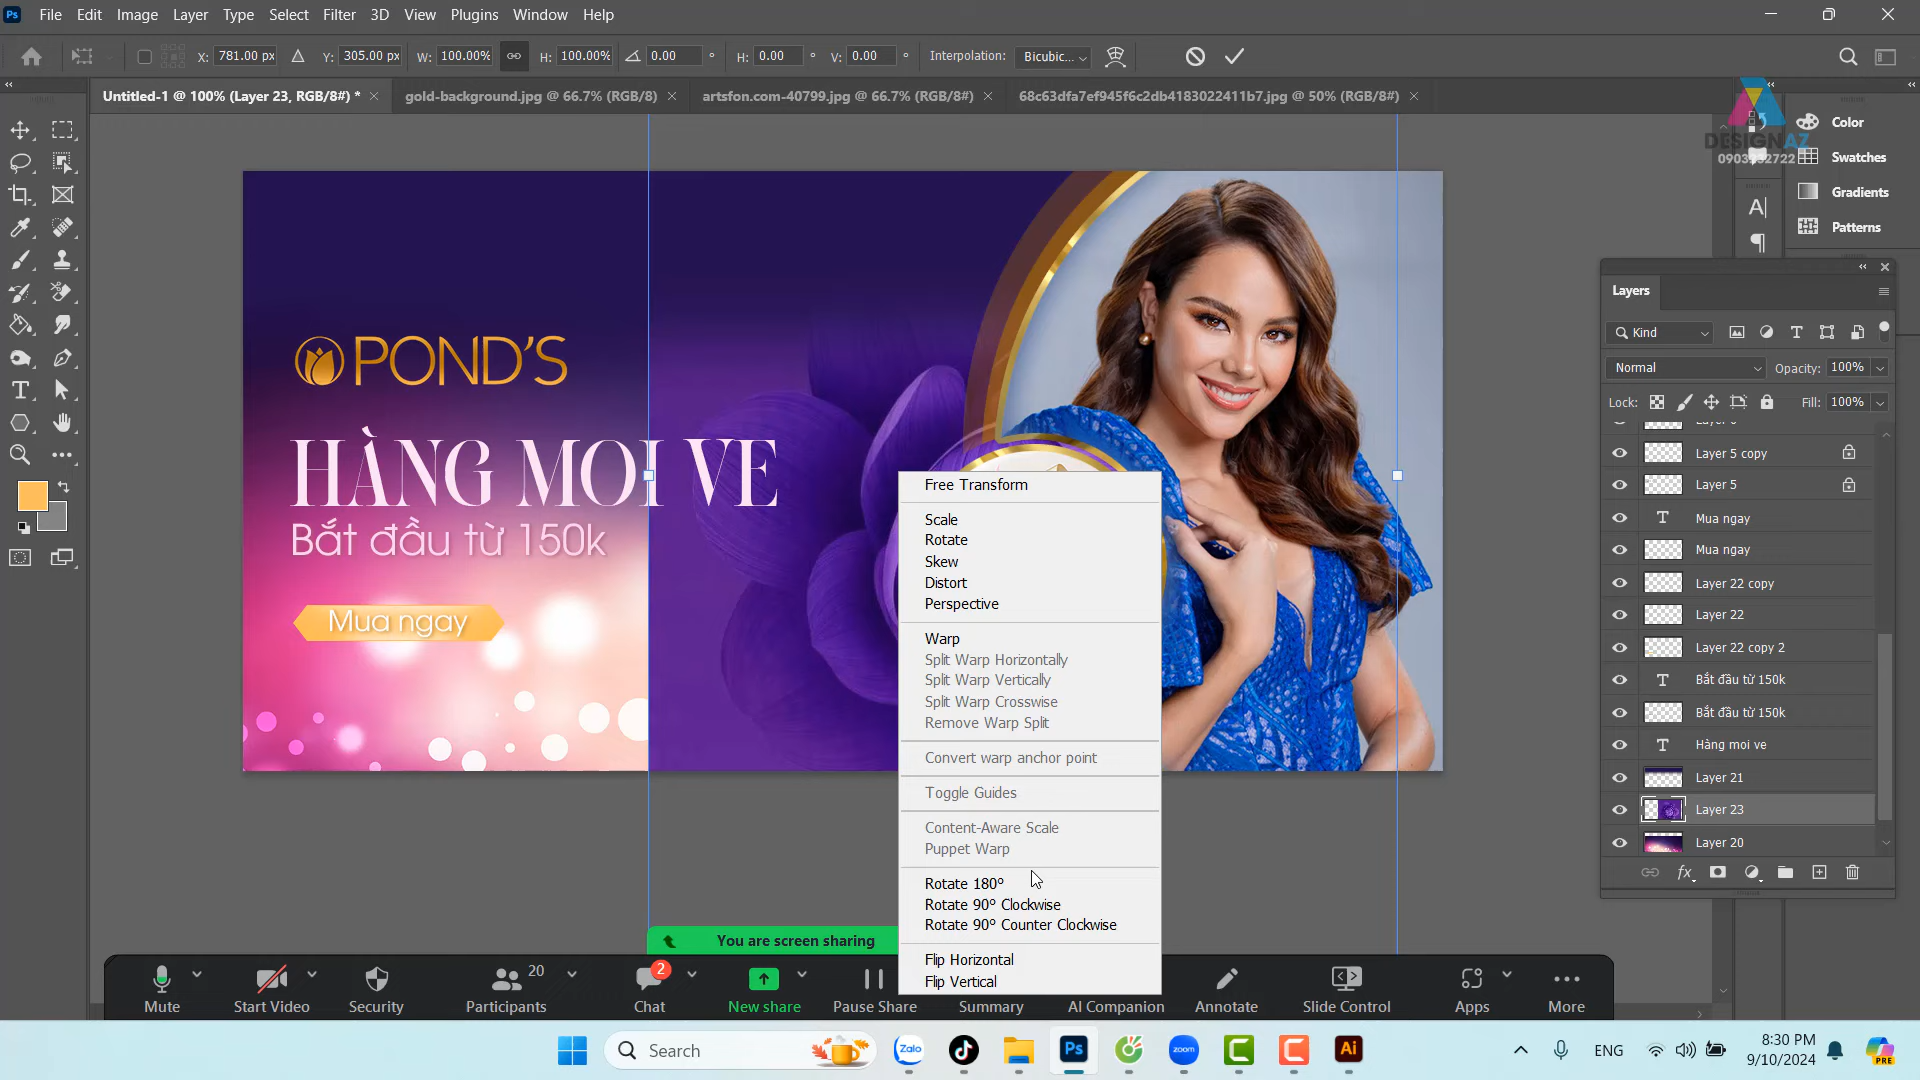 File Edit Image Layer Type Select Filter 3D View Plugins Window Help
X: 781.00 px Y: 305.00 px W: 100.00% H: 100.00% 0.00 ° H: 0.00 ° V: 0.00 ° Interpolation: Bicubic...
Untitled-1 @ 100% (Layer 23, RGB/8#) * gold-background.jpg @ 66.7% (RGB/8) artsfon.com-40799.jpg @ 66.7% (RGB/8#) 68c63dfa7ef945f6c2db4183022411b7.jpg @ 50% (RGB/8#)
DESIGN AZ
Color
Swatches
Gradients
Patterns
POND'S
HÀNG MOI VE
Bắt đầu từ 150k
Mua ngay
Free Transform
Scale
Rotate
Skew
Distort
Perspective
Warp
Split Warp Horizontally
Split Warp Vertically
Split Warp Crosswise
Remove Warp Split
Convert warp anchor point
Toggle Guides
Content-Aware Scale
Puppet Warp
Rotate 180°
Rotate 90° Clockwise
Rotate 90° Counter Clockwise
Flip Horizontal
Flip Vertical
Layers
Kind
Normal Opacity: 100%
Lock: Fill: 100%
Layer 5 copy
Layer 5
Mua ngay
Mua ngay
Layer 22 copy
Layer 22
Layer 22 copy 2
Bắt đầu từ 150k
Bắt đầu từ 150k
Hàng moi ve
Layer 21
Layer 23
Layer 20
You are screen sharing
20 2
Mute Start Video Security Participants Chat New share Pause Share Summary AI Companion Annotate Slide Control Apps More
Search
Zalo Ps zoom Ai
ENG
8:30 PM
9/10/2024
PRE